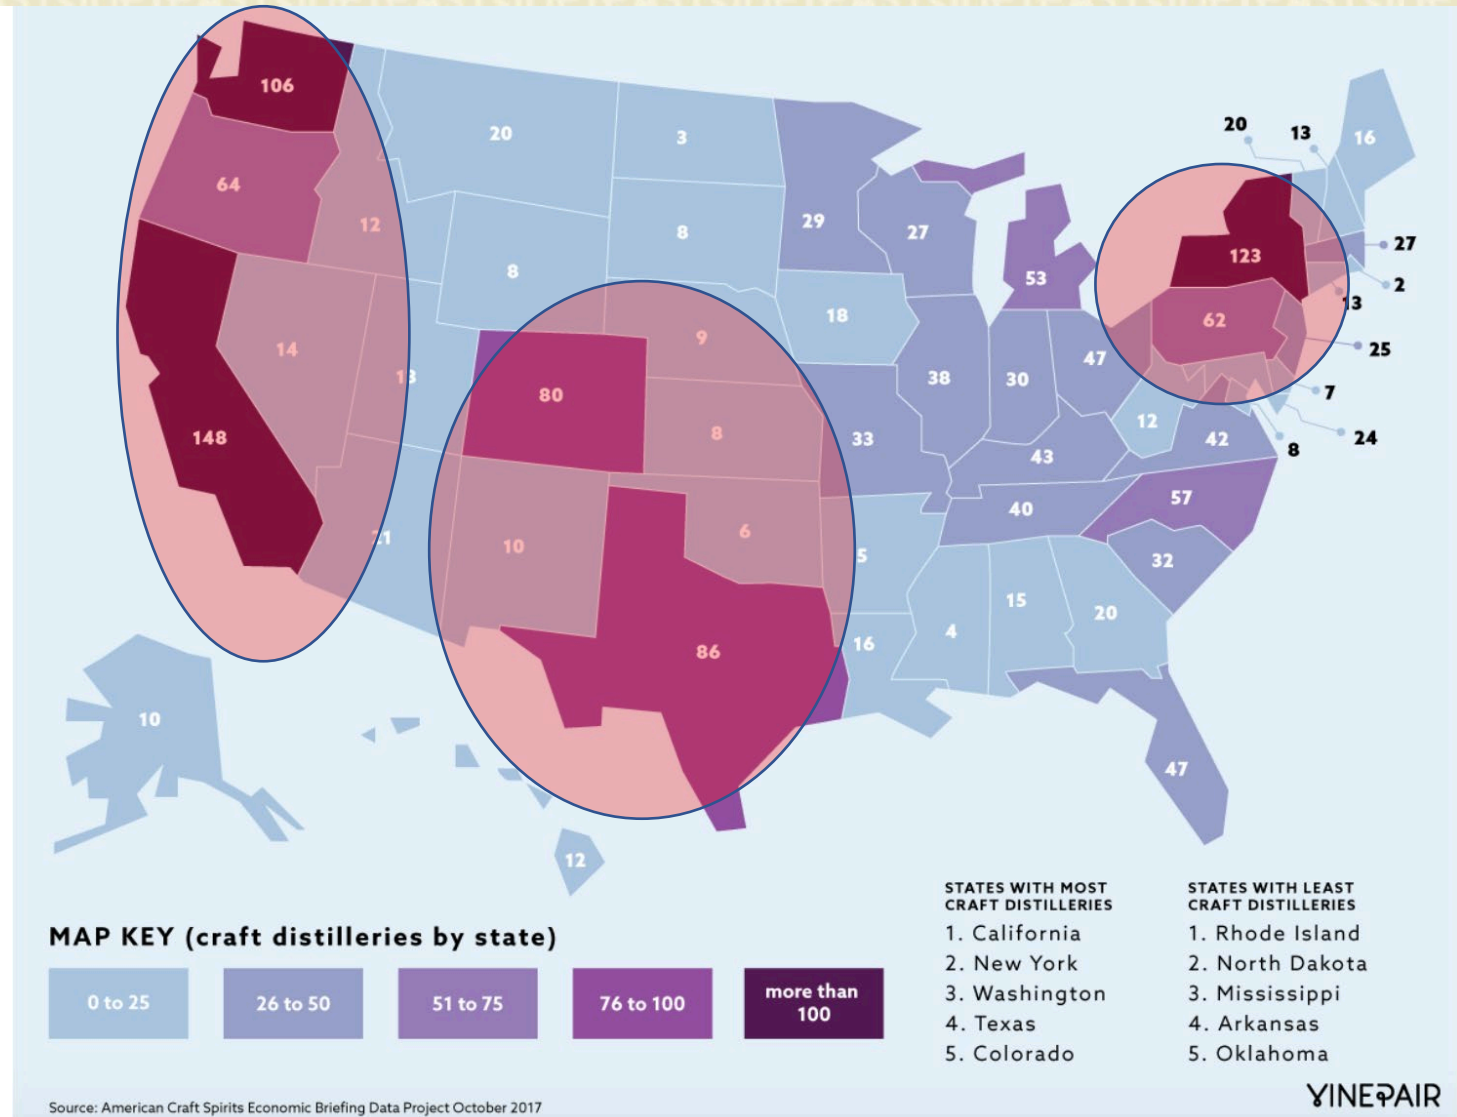 106
20
3
20
13
16
64
12
8
29
27
53
123
27
2
13
8
148
14
80
9
18
38
30
47
62
25
7
24
8
8
33
43
12
42
21
10
6
5
40
57
32
86
16
4
15
20
47
10
12
MAP KEY (craft distilleries by state)
0 to 25
26 to 50
51 to 75
76 to 100
more than
100
STATES WITH MOST
CRAFT DISTILLERIES
1. California
2. New York
3. Washington
4. Texas
5. Colorado
STATES WITH LEAST
CRAFT DISTILLERIES
1. Rhode Island
2. North Dakota
3. Mississippi
4. Arkansas
5. Oklahoma
Source: American Craft Spirits Economic Briefing Data Project October 2017
VINEPAIR